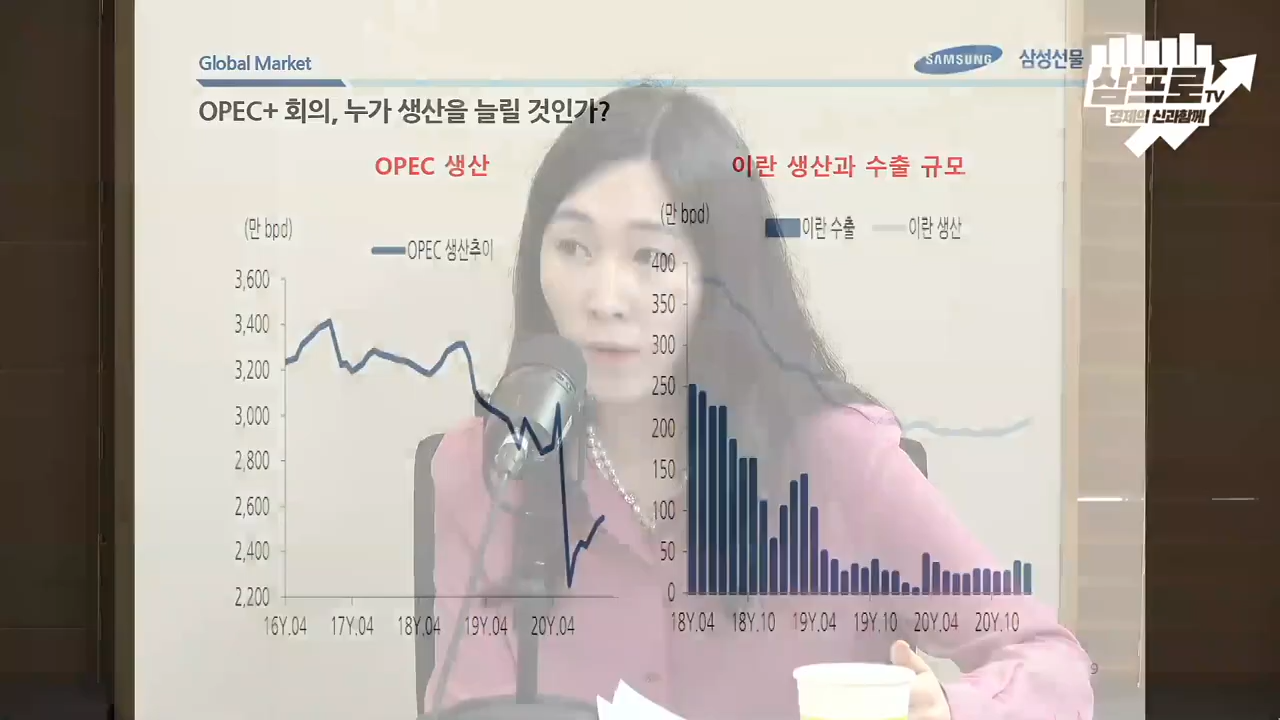 Global Market
SAMSUNG 삼성선물
삼프로TV
경제의 신과함께
OPEC+ 회의, 누가 생산을 늘릴 것인가?
OPEC 생산
(만 bpd)
OPEC 생산추이
3,600
3,400
3,200
3,000
2,800
2,600
2,400
2,200
16Y.04 17Y.04 18Y.04 19Y.04 20Y.04
이란 생산과 수출 규모
(만 bpd)
이란 수출 이란 생산
400
350
300
250
200
150
100
50
0
18Y.04 18Y.10 19Y.04 19Y.10 20Y.04 20Y.10
9